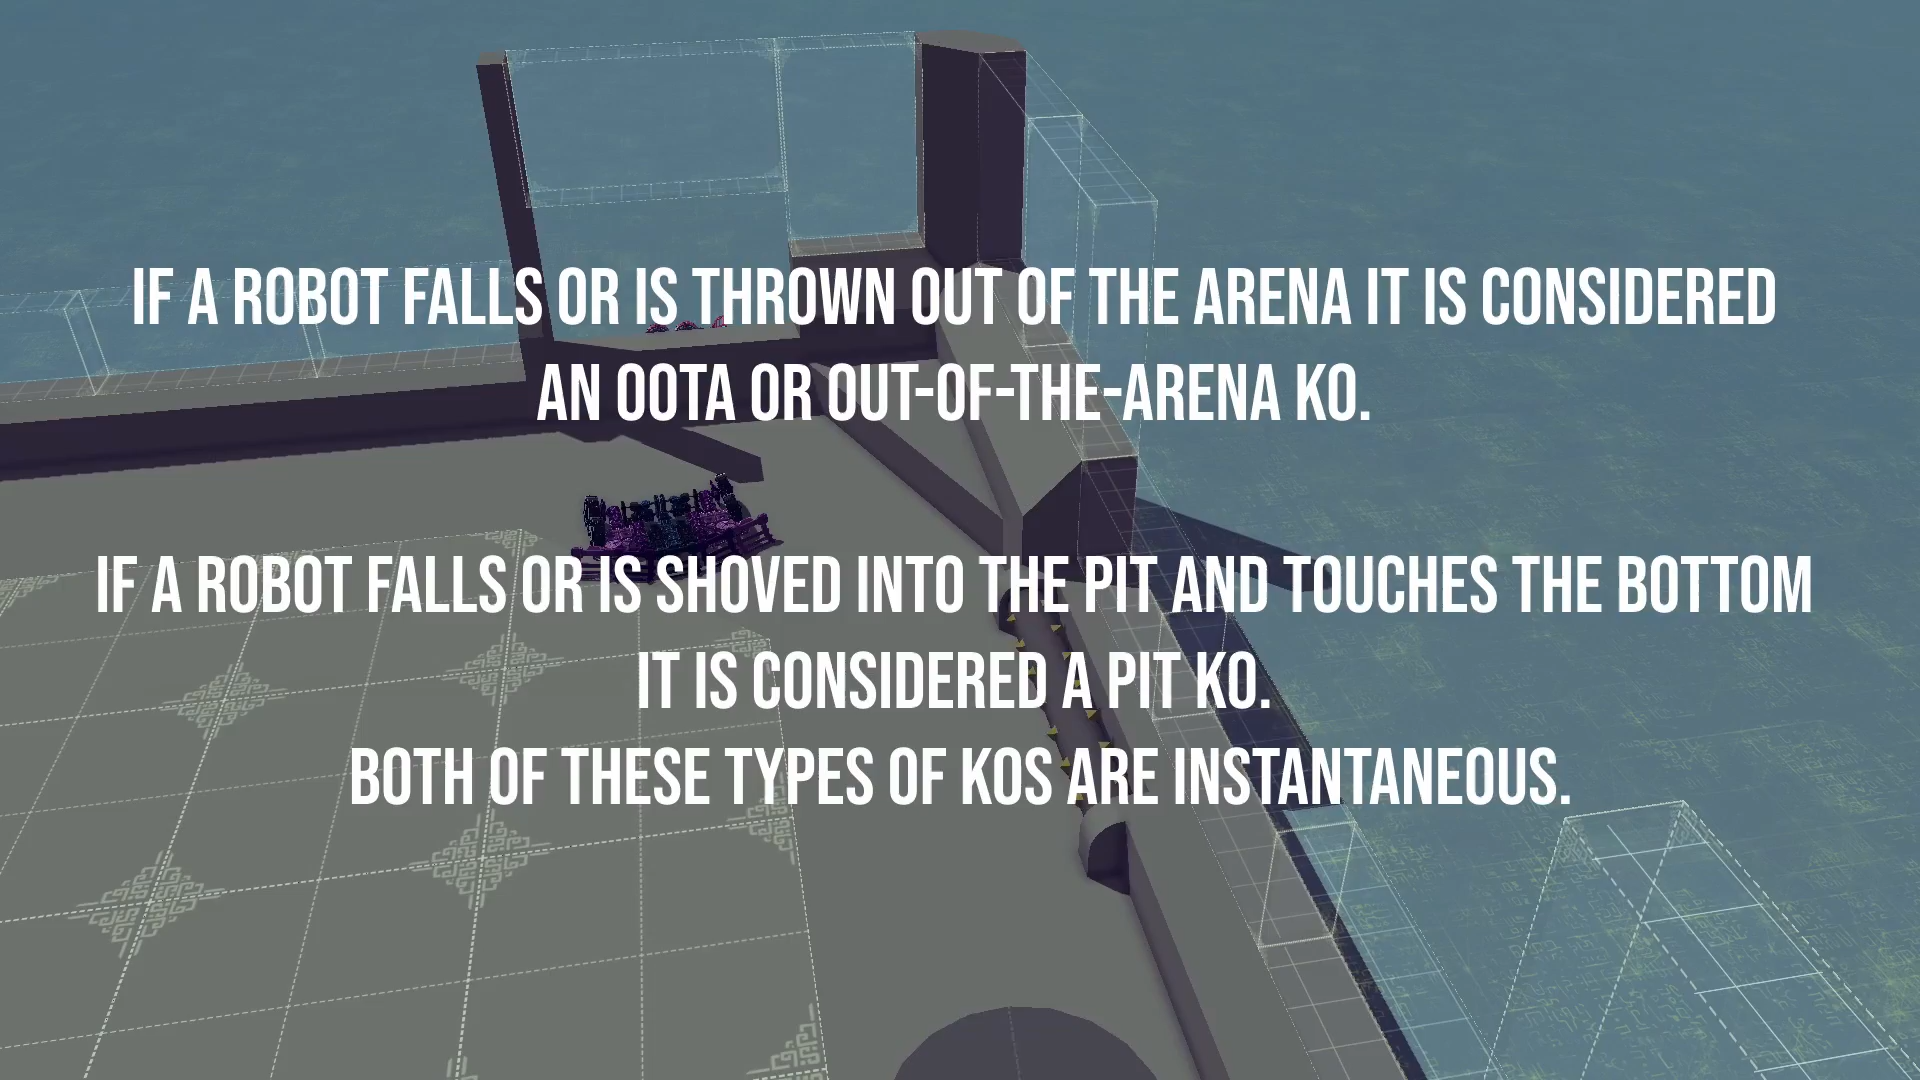 IF A ROBOT FALLS OR IS THROWN OUT OF THE ARENA IT IS CONSIDERED
AN OOTA OR OUT-OF-THE-ARENA KO.
IF A ROBOT FALLS OR IS SHOVED INTO THE PIT AND TOUCHES THE BOTTOM
IT IS CONSIDERED A PIT KO.
BOTH OF THESE TYPES OF KOS ARE INSTANTANEOUS.